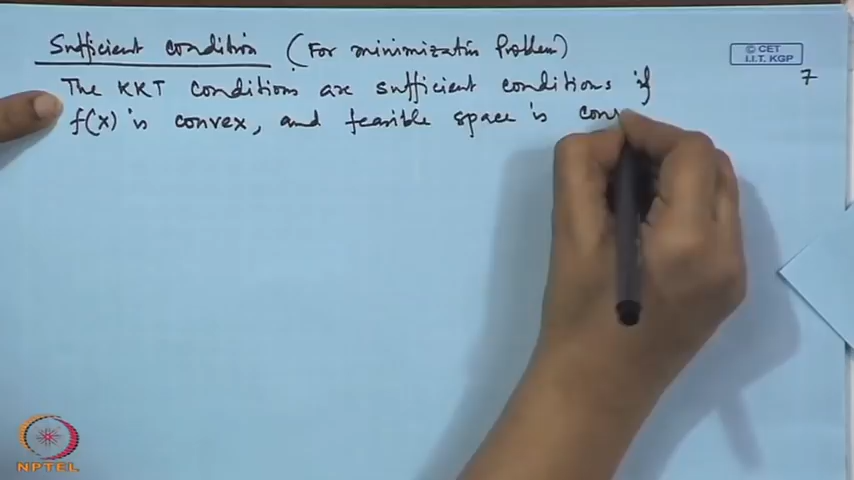 Sufficient condition (For minimization Problem)
© CET
I.I.T. KGP
7
The KKT conditions are sufficient conditions if
f(x) is convex, and feasible space is conv
NPTEL